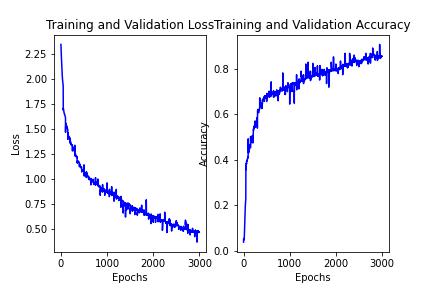 Training and Validation Loss
Loss
2.25
2.00
1.75
1.50
1.25
1.00
0.75
0.50
0 1000 2000 3000
Epochs
Training and Validation Accuracy
Accuracy
0.8
0.6
0.4
0.2
0.0
0 1000 2000 3000
Epochs